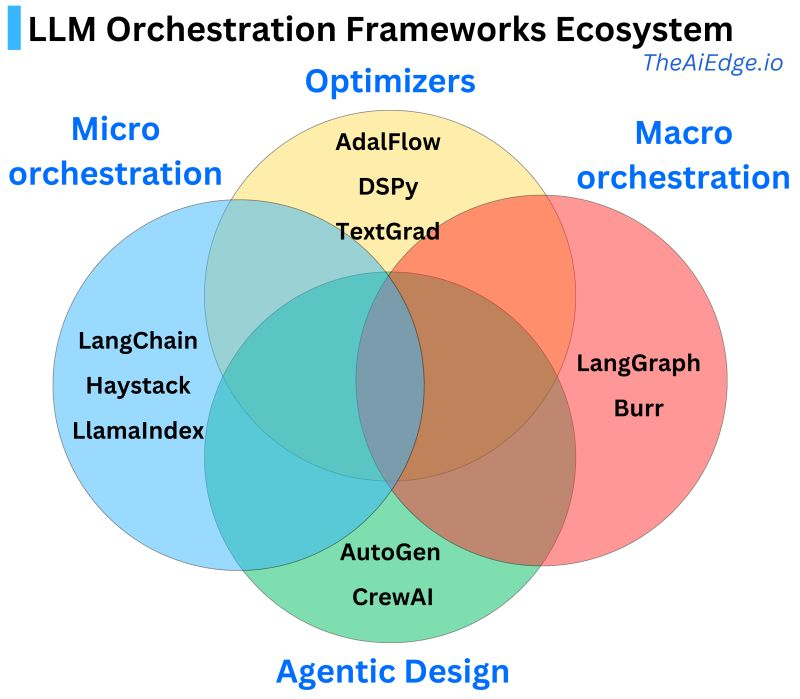 LLM Orchestration Frameworks Ecosystem
TheAiEdge.io
Optimizers
Micro
orchestration
Macro
orchestration
AdalFlow
DSPy
TextGrad
LangChain
Haystack
LlamaIndex
LangGraph
Burr
AutoGen
CrewAI
Agentic Design